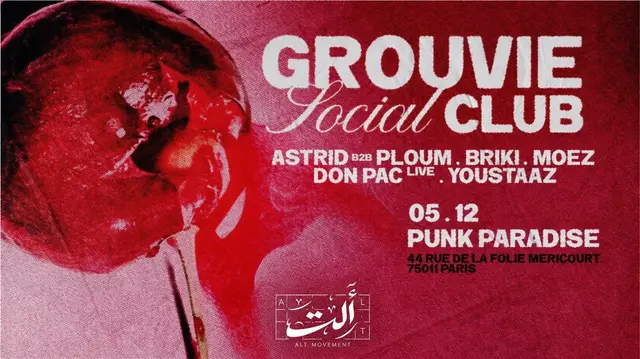 GROUVIE
Social CLUB
ASTRID B2B PLOUM . BRIKI . MOEZ
DON PAC LIVE . YOUSTAAZ
05 . 12
PUNK PARADISE
44 RUE DE LA FOLIE MERICOURT
75011 PARIS
A Y L T
ألت
ALT MOVEMENT